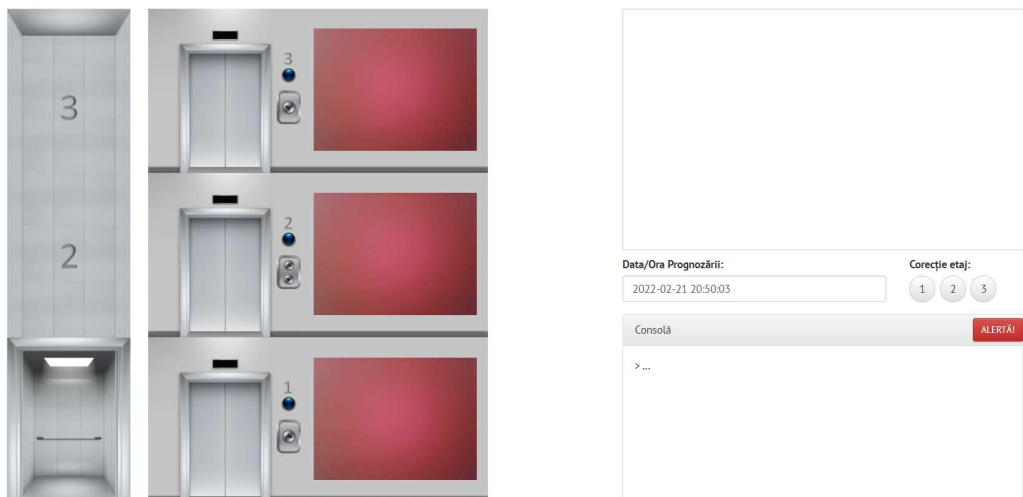 3
2
3
2
1
Data/Ora Prognozării:
Corecție etaj:
2022-02-21 20:50:03
1 2 3
Consolă
ALERTĂ!
> ...